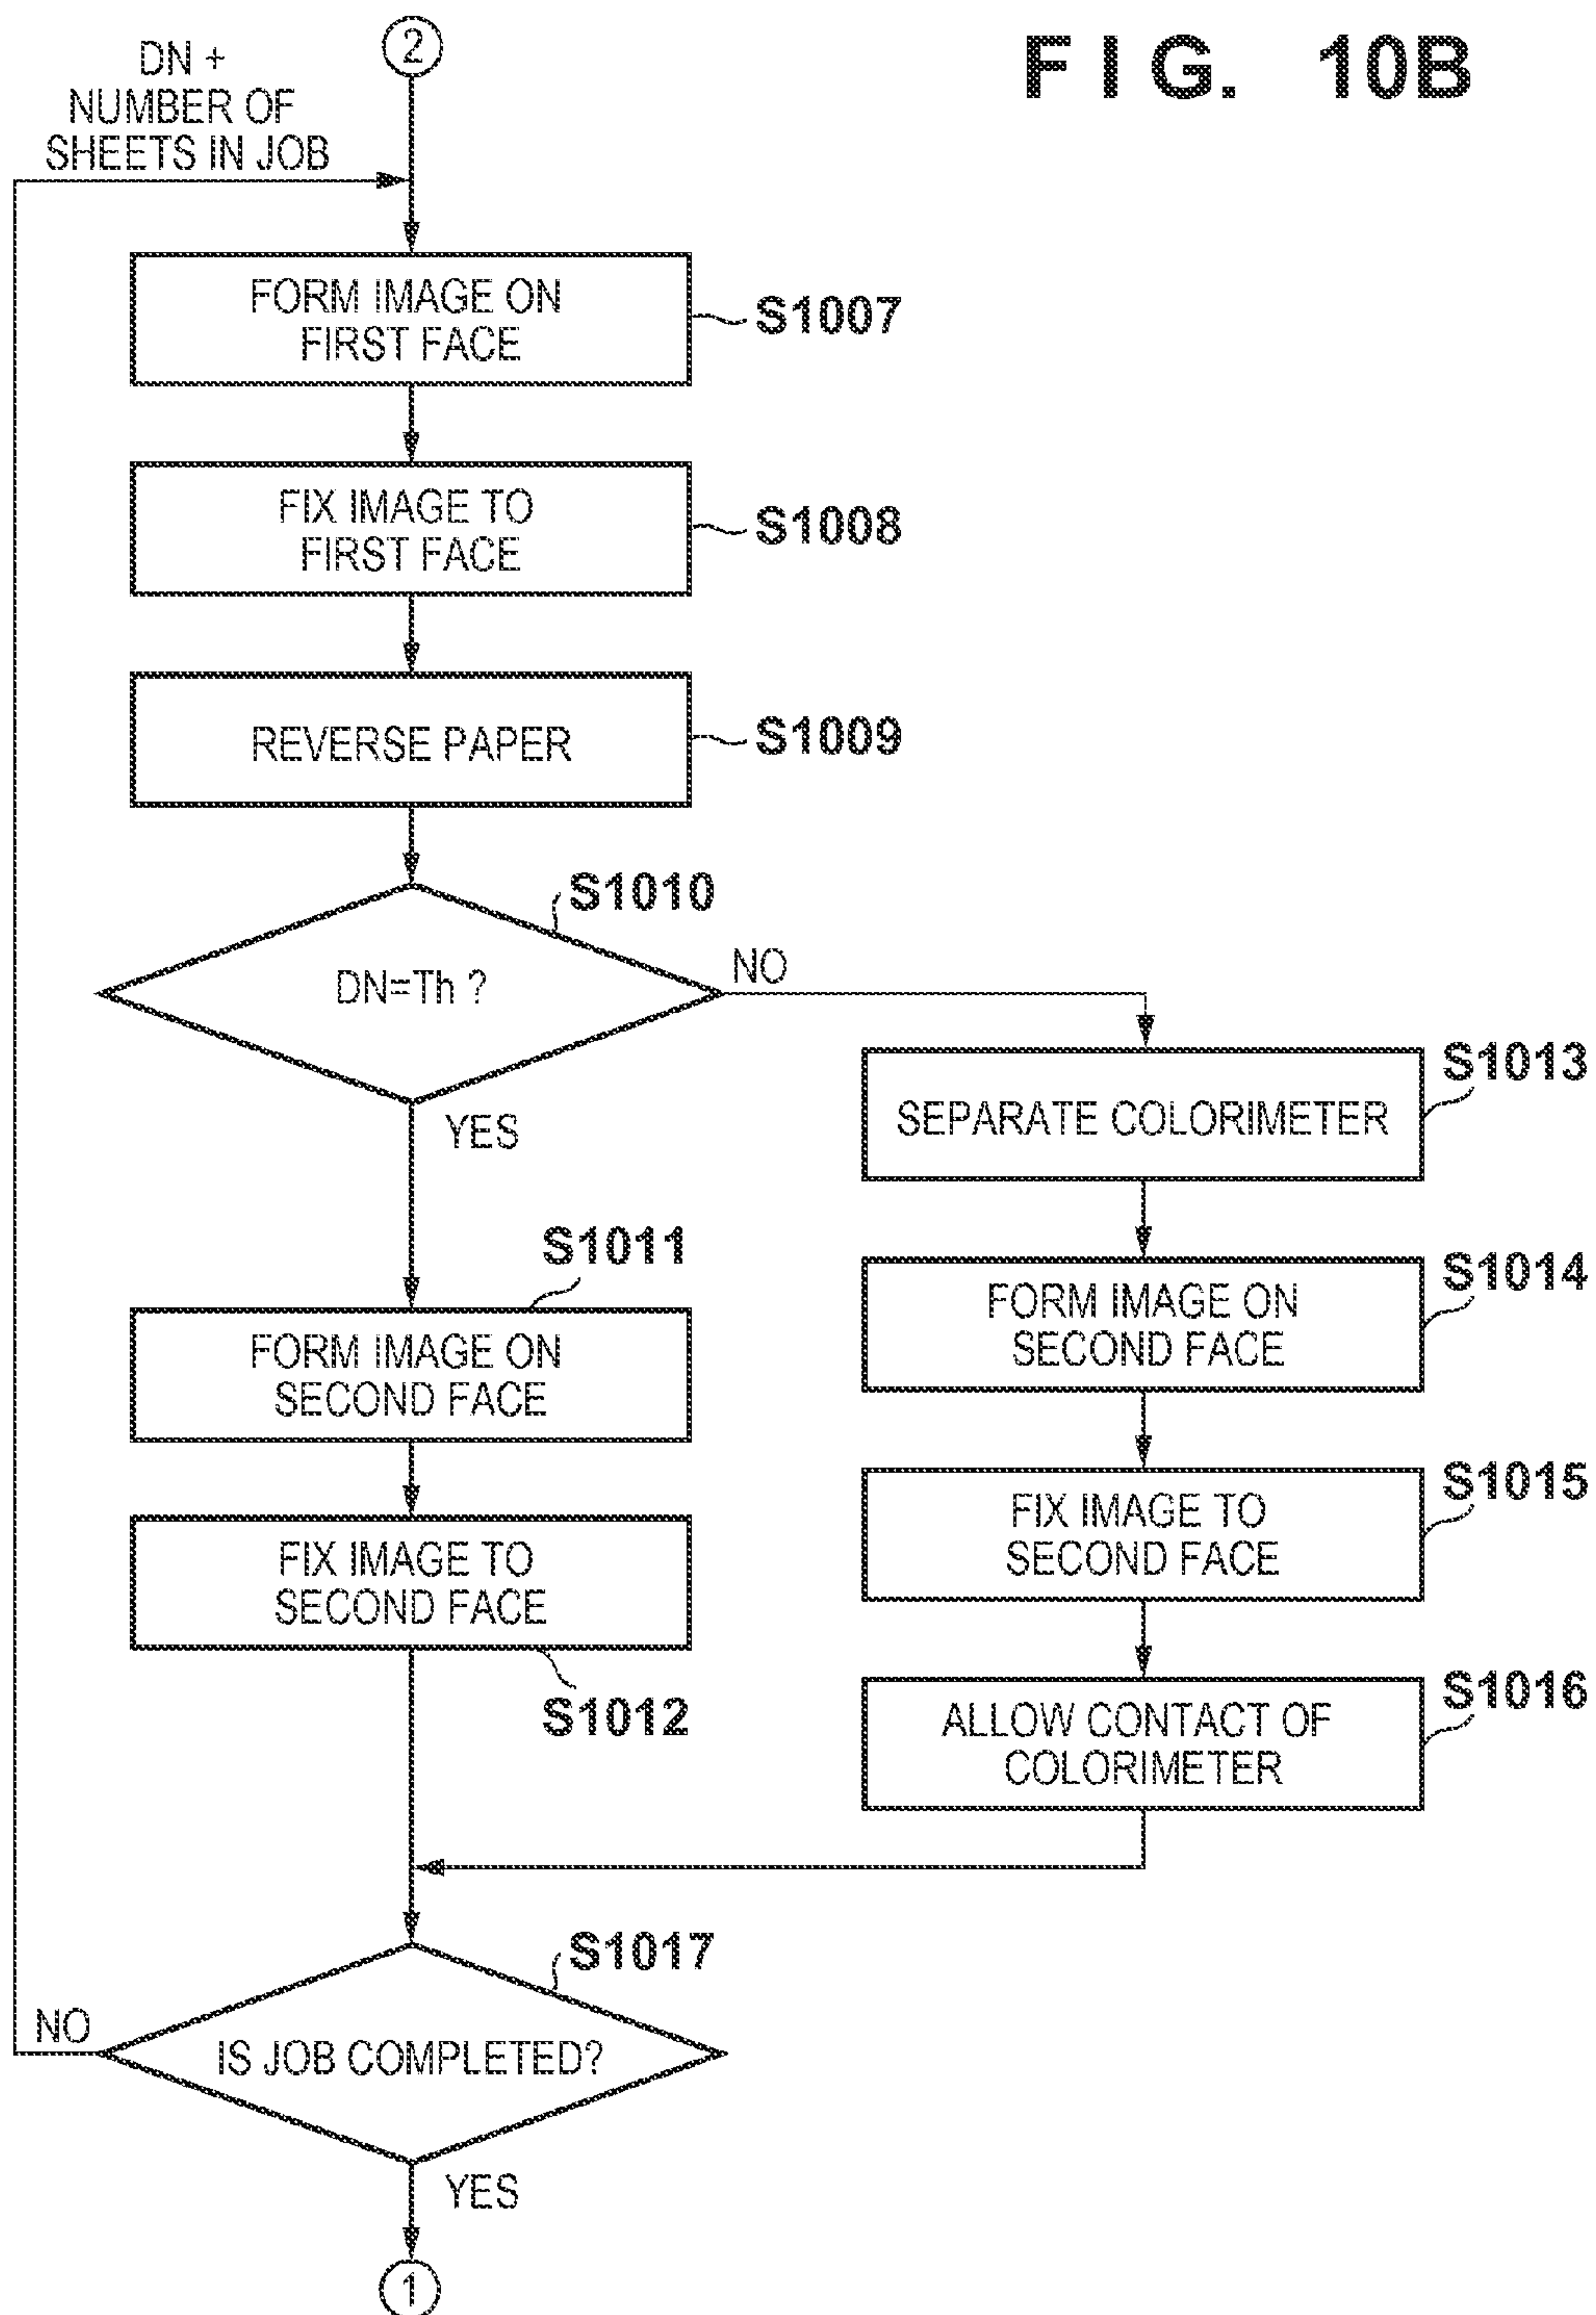 FIG. 10B
2
DN +
NUMBER OF
SHEETS IN JOB
FORM IMAGE ON
FIRST FACE
S1007
FIX IMAGE TO
FIRST FACE
S1008
REVERSE PAPER
S1009
S1010
DN=Th ?
NO
YES
S1013
SEPARATE COLORIMETER
S1011
FORM IMAGE ON
SECOND FACE
S1014
FORM IMAGE ON
SECOND FACE
FIX IMAGE TO
SECOND FACE
S1012
S1015
FIX IMAGE TO
SECOND FACE
S1016
ALLOW CONTACT OF
COLORIMETER
S1017
IS JOB COMPLETED?
NO
YES
1